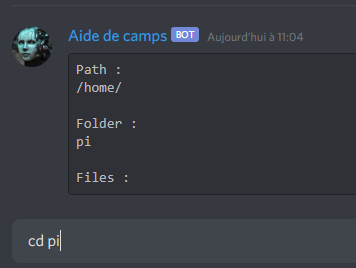 Aide de camps BOT Aujourd'hui à 11:04
Path :
/home/
Folder :
pi
Files :
cd pi